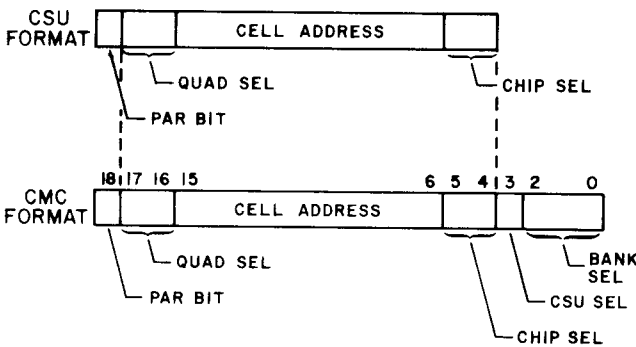 CSU FORMAT
CELL ADDRESS
QUAD SEL
CHIP SEL
PAR BIT
18 17 16 15 6 5 4 3 2 0
CMC FORMAT
CELL ADDRESS
QUAD SEL
BANK SEL
PAR BIT
CSU SEL
CHIP SEL